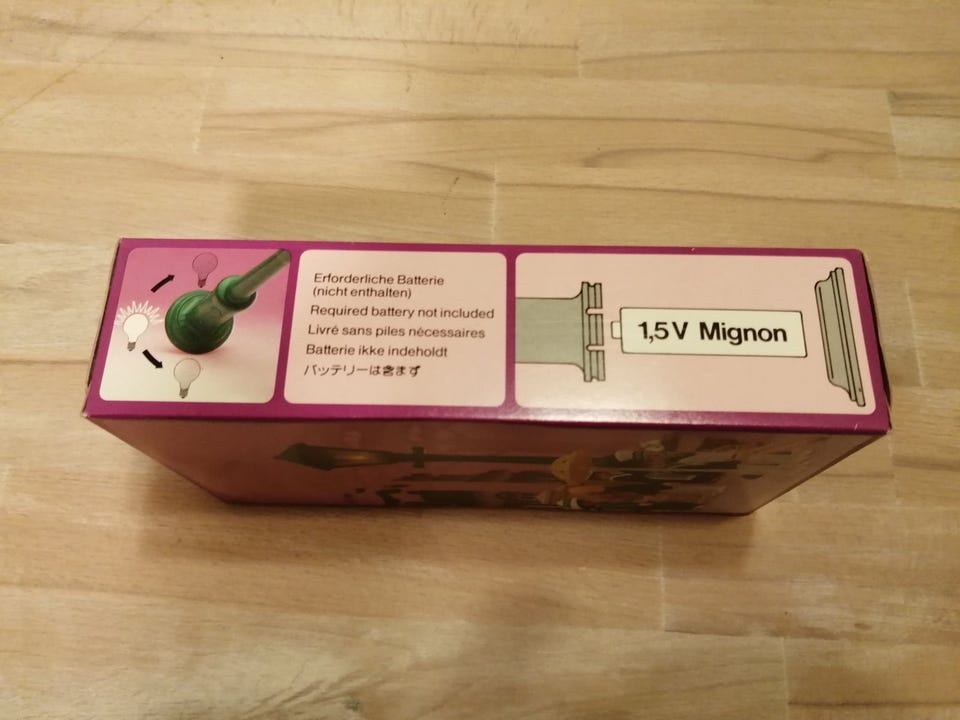 Erforderliche Batterie
(nicht enthalten)
Required battery not included
Livré sans piles nécessaires
Batterie ikke indeholdt
バッテリーは含まず
1,5 V Mignon